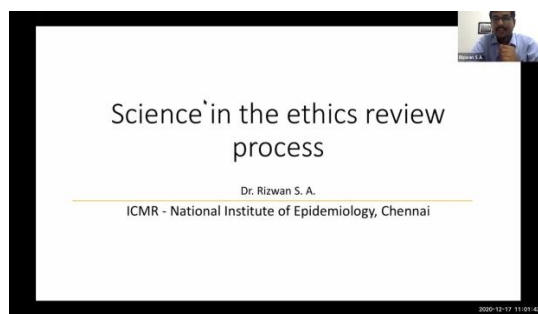 Science in the ethics review
process
Dr. Rizwan S. A.
ICMR - National Institute of Epidemiology, Chennai
Rizwan S A
2020-12-17 11:01:42